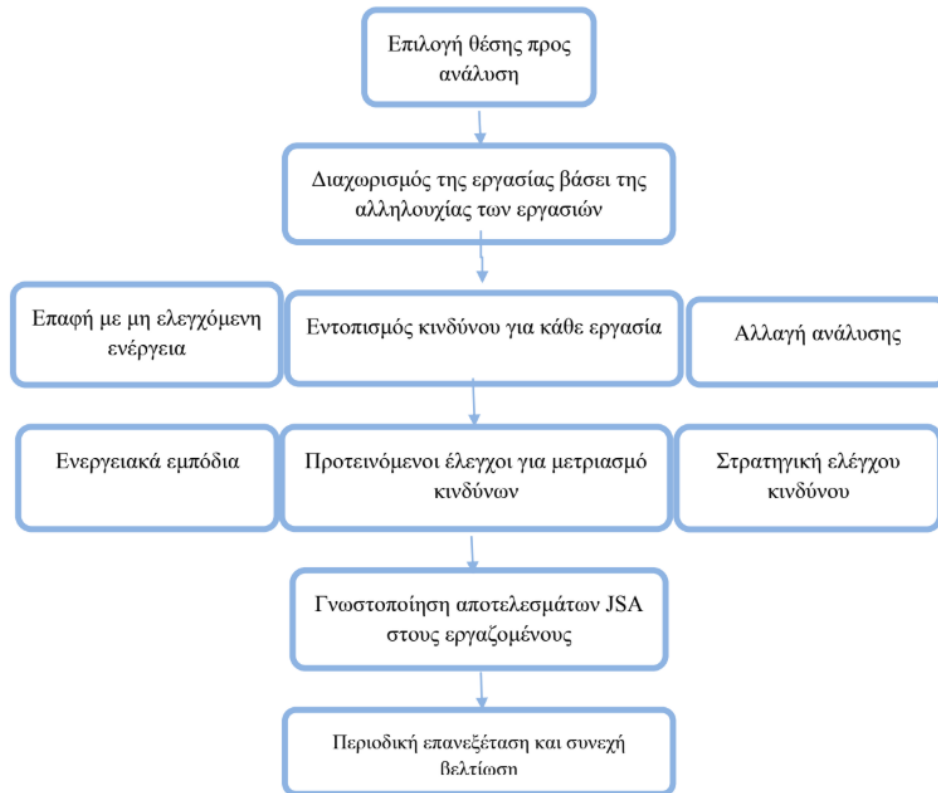 Επιλογή θέσης προς
ανάλυση
Διαχωρισμός της εργασίας βάσει της
αλληλουχίας των εργασιών
Επαφή με μη ελεγχόμενη
ενέργεια
Εντοπισμός κινδύνου για κάθε εργασία
Αλλαγή ανάλυσης
Ενεργειακά εμπόδια
Προτεινόμενοι έλεγχοι για μετριασμό
κινδύνων
Στρατηγική ελέγχου
κινδύνου
Γνωστοποίηση αποτελεσμάτων JSA
στους εργαζομένους
Περιοδική επανεξέταση και συνεχή
βελτίωση